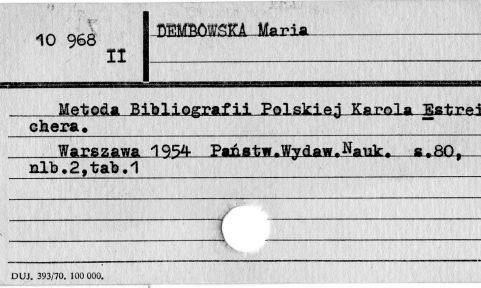 10 968
II
DEMBOWSKA Maria
Metoda Bibliografii Polskiej Karola Estrei
chera.
Warszawa 1954 Państw.Wydaw.Nauk. s.80,
nlb.2,tab.1
DUJ. 393/70. 100 000.